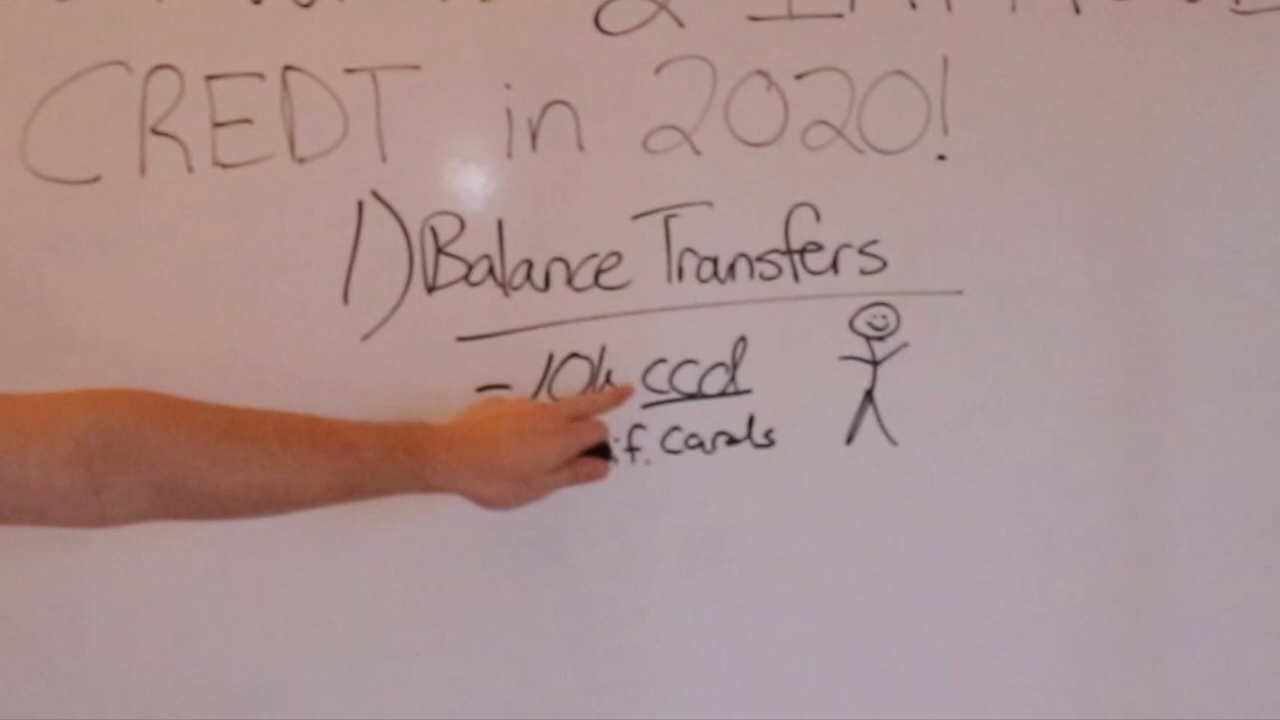 &
CREDT in 2020!
1) Balance Transfers
- 10k ccd
if. Cards